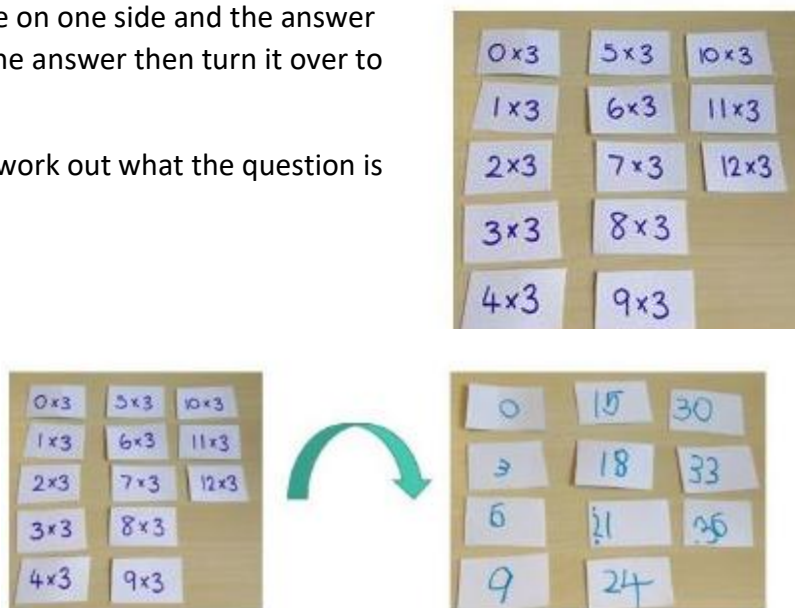 e on one side and the answer
he answer then turn it over to
work out what the question is
0×3 5×3 10×3
1×3 6×3 11×3
2×3 7×3 12×3
3×3 8×3
4×3 9×3
0×3 5×3 10×3
1×3 6×3 11×3
2×3 7×3 12×3
3×3 8×3
4×3 9×3
0 15 30
3 18 33
6 21 36
9 24